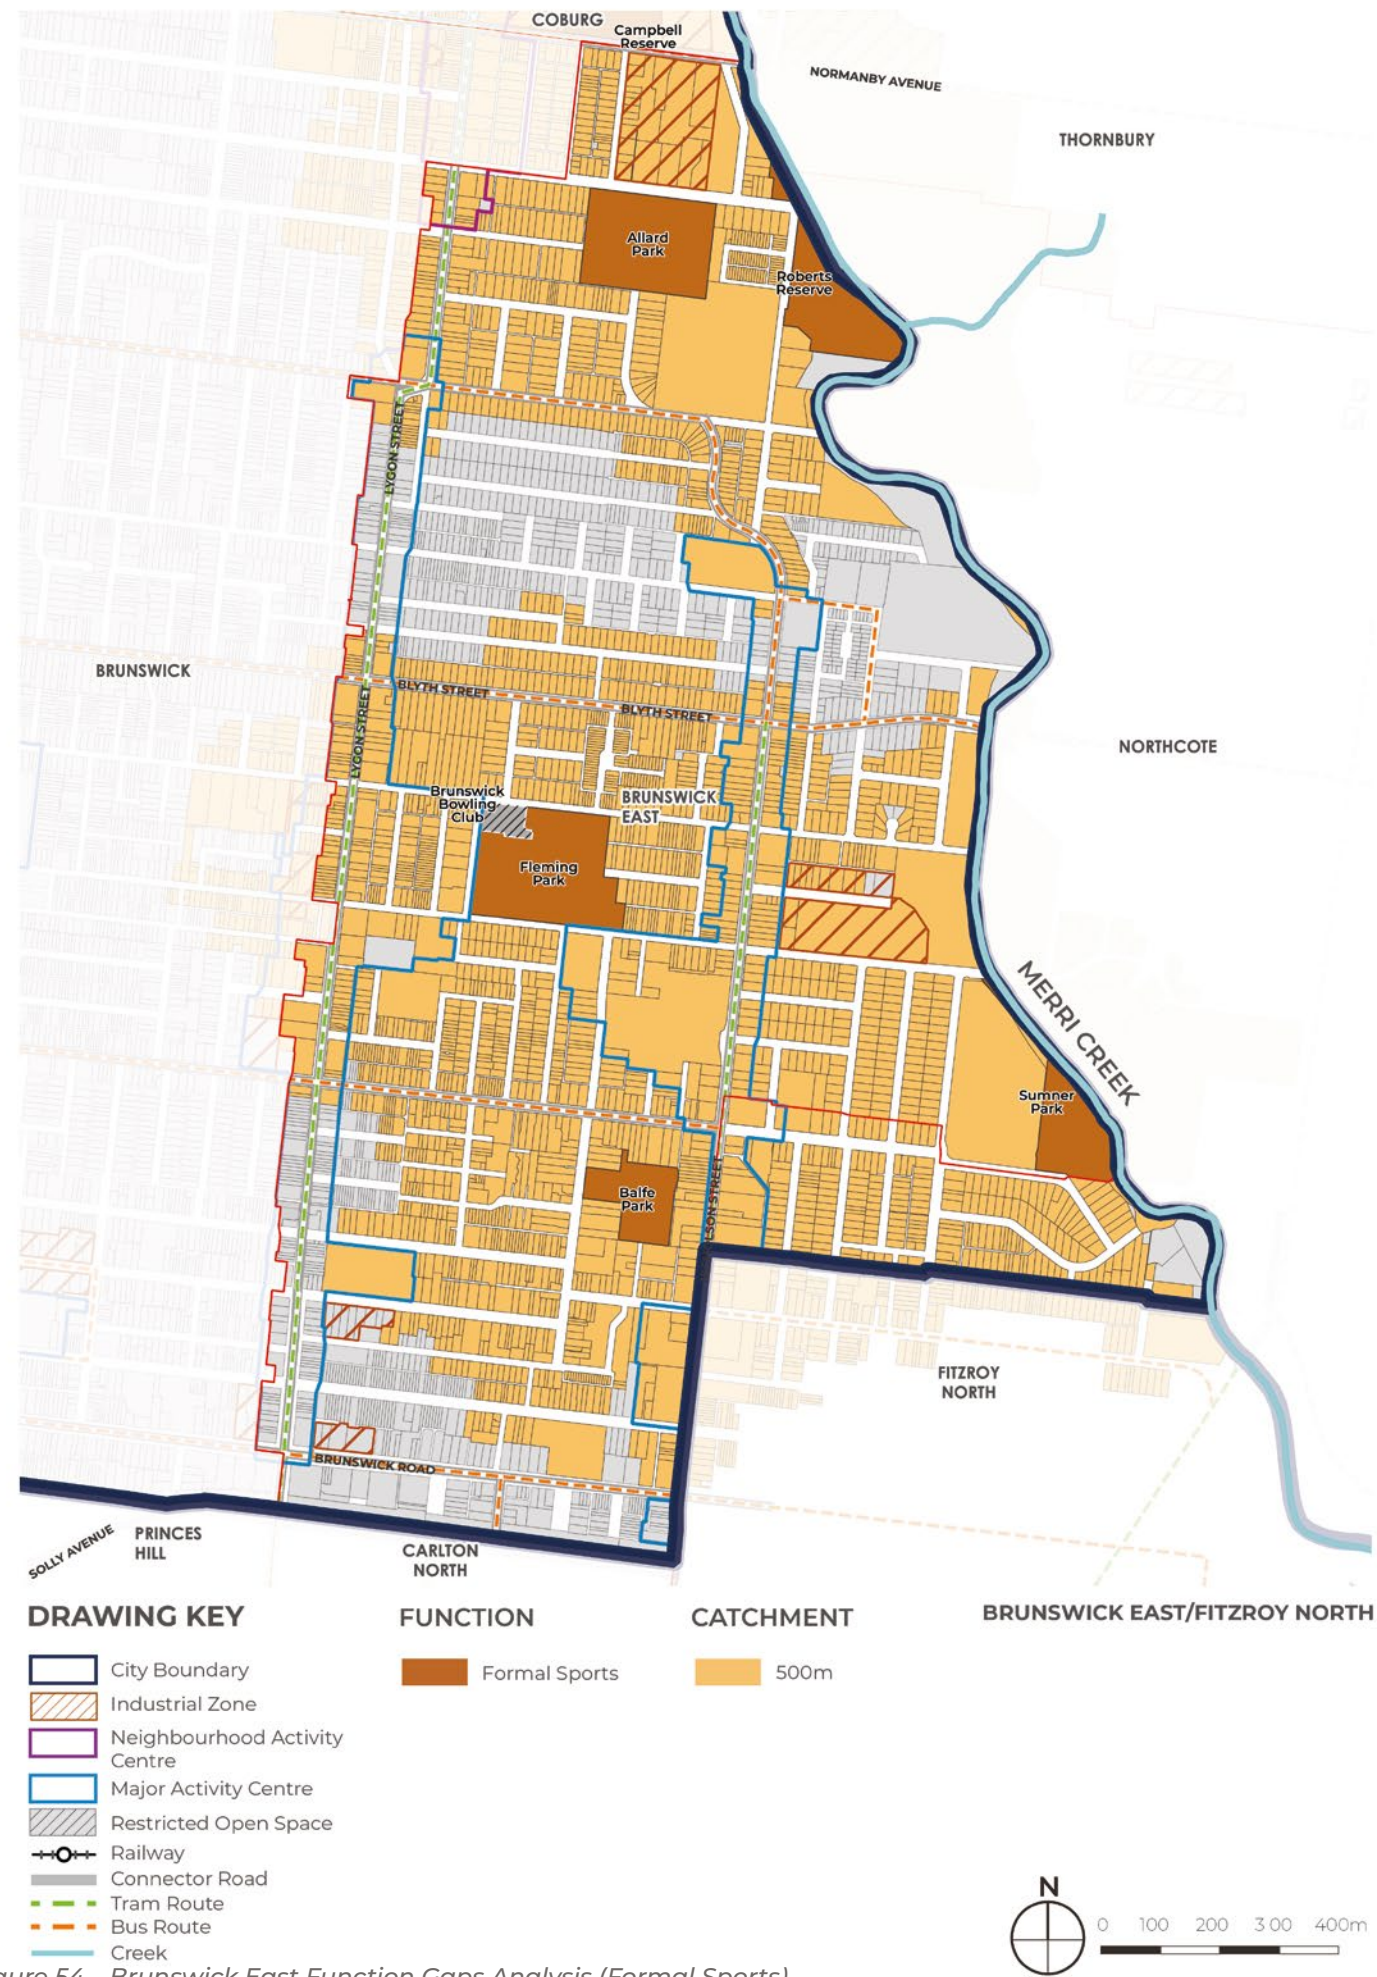 COBURG
Campbell
Reserve
NORMANBY AVENUE
THORNBURY
Allard
Park
Roberts
Reserve
LYGON STREET
BRUNSWICK
BLYTH STREET
BLYTH STREET
LYGON STREET
NORTHCOTE
Brunswick
Bowling
Club
BRUNSWICK
EAST
Fleming
Park
MERRI CREEK
Sumner
Park
Balfe
Park
FITZROY
NORTH
BRUNSWICK ROAD
SOLLY AVENUE
PRINCES
HILL
CARLTON
NORTH
DRAWING KEY
FUNCTION
CATCHMENT
BRUNSWICK EAST/FITZROY NORTH
City Boundary
Formal Sports
500m
Industrial Zone
Neighbourhood Activity
Centre
Major Activity Centre
Restricted Open Space
Railway
Connector Road
Tram Route
Bus Route
Creek
N
0 100 200 300 400m
54 Brunswick East Function Gaps Analysis (Formal Sports)